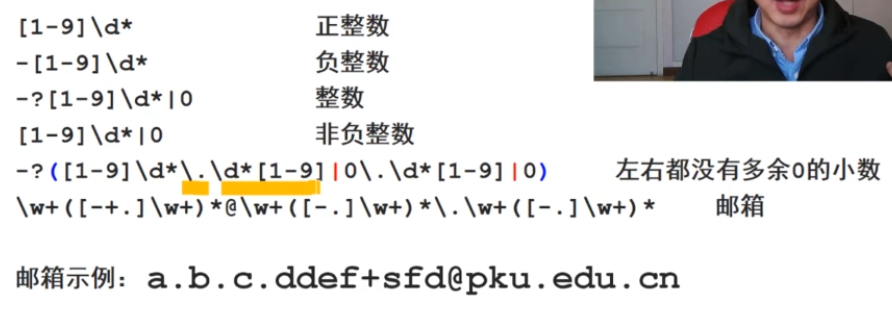 [1-9]\d* 正整数
-[1-9]\d* 负整数
-?[1-9]\d*|0 整数
[1-9]\d*|0 非负整数
-?([1-9]\d*\.\d*[1-9]|0\.\d*[1-9]|0) 左右都没有多余0的小数
\w+([-+.]\w+)*@\w+([-.]\w+)*\.\w+([-.]\w+)* 邮箱
邮箱示例: a.b.c.ddef+sfd@pku.edu.cn